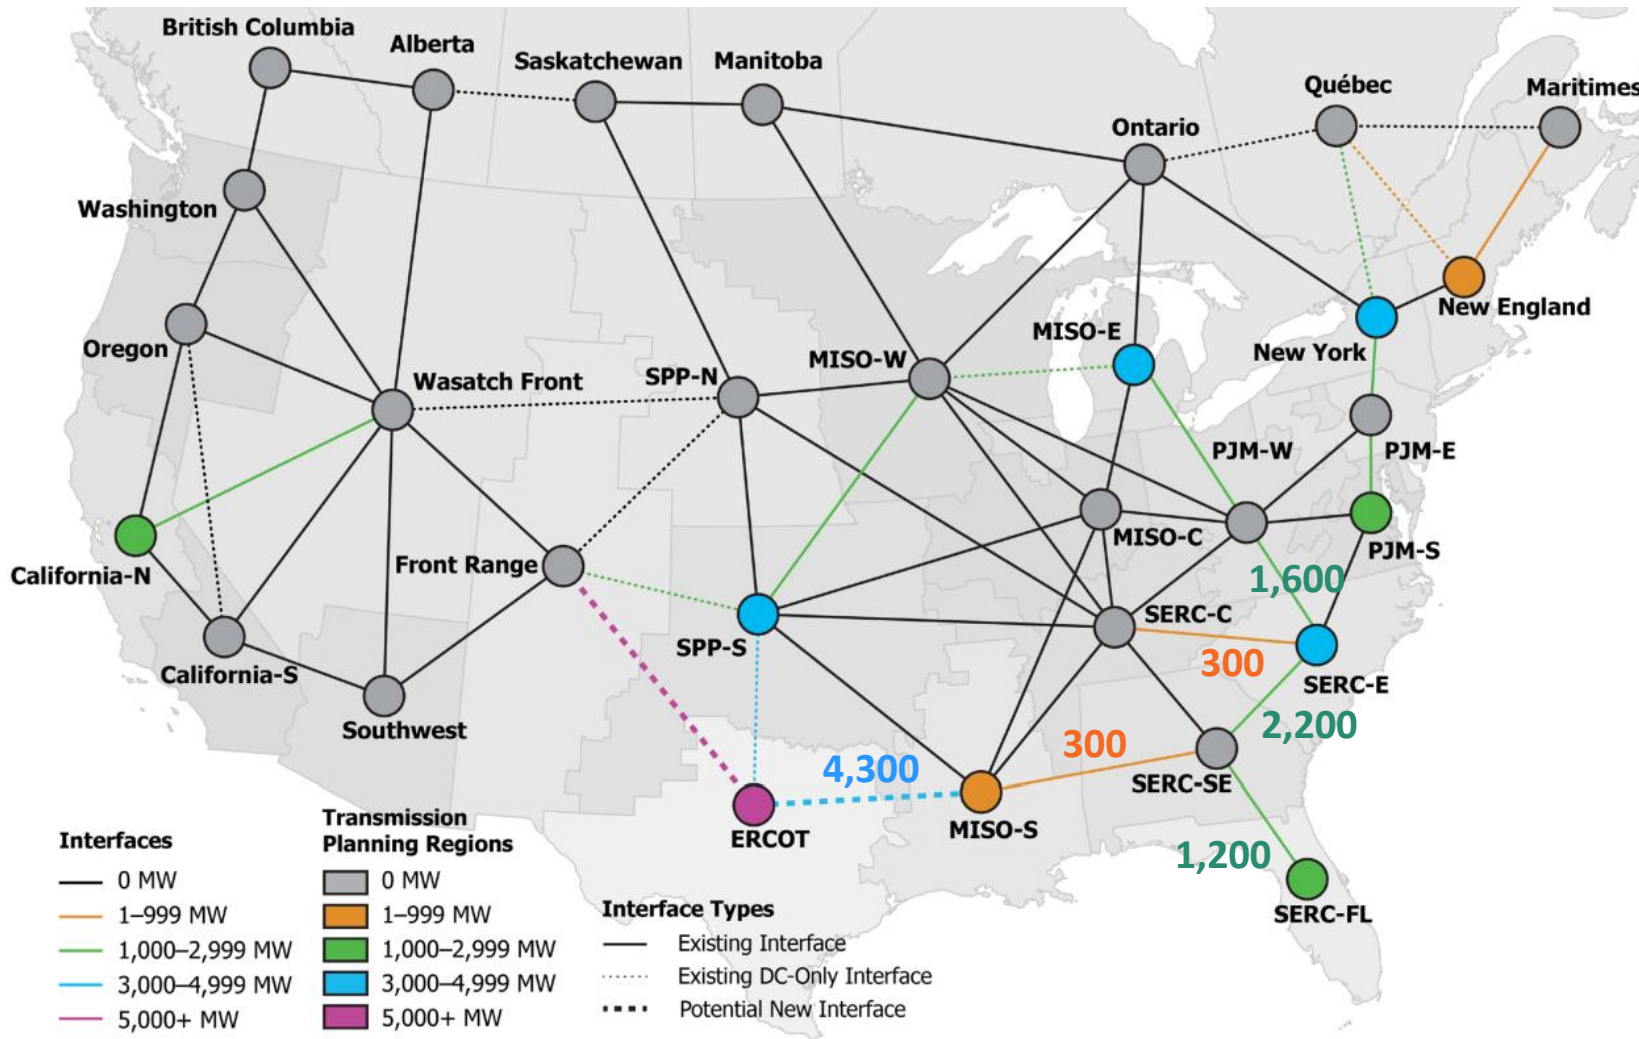 British Columbia
Alberta
Saskatchewan
Manitoba
Québec
Maritimes
Ontario
Washington
New England
MISO-E
New York
Oregon
MISO-W
Wasatch Front
SPP-N
PJM-W
PJM-E
MISO-C
PJM-S
Front Range
California-N
1,600
SERC-C
SPP-S
300
California-S
SERC-E
Southwest
2,200
300
4,300
SERC-SE
ERCOT
MISO-S
1,200
SERC-FL
Interfaces
0 MW
1–999 MW
1,000–2,999 MW
3,000–4,999 MW
5,000+ MW
Transmission
Planning Regions
0 MW
1–999 MW
1,000–2,999 MW
3,000–4,999 MW
5,000+ MW
Interface Types
Existing Interface
Existing DC-Only Interface
Potential New Interface